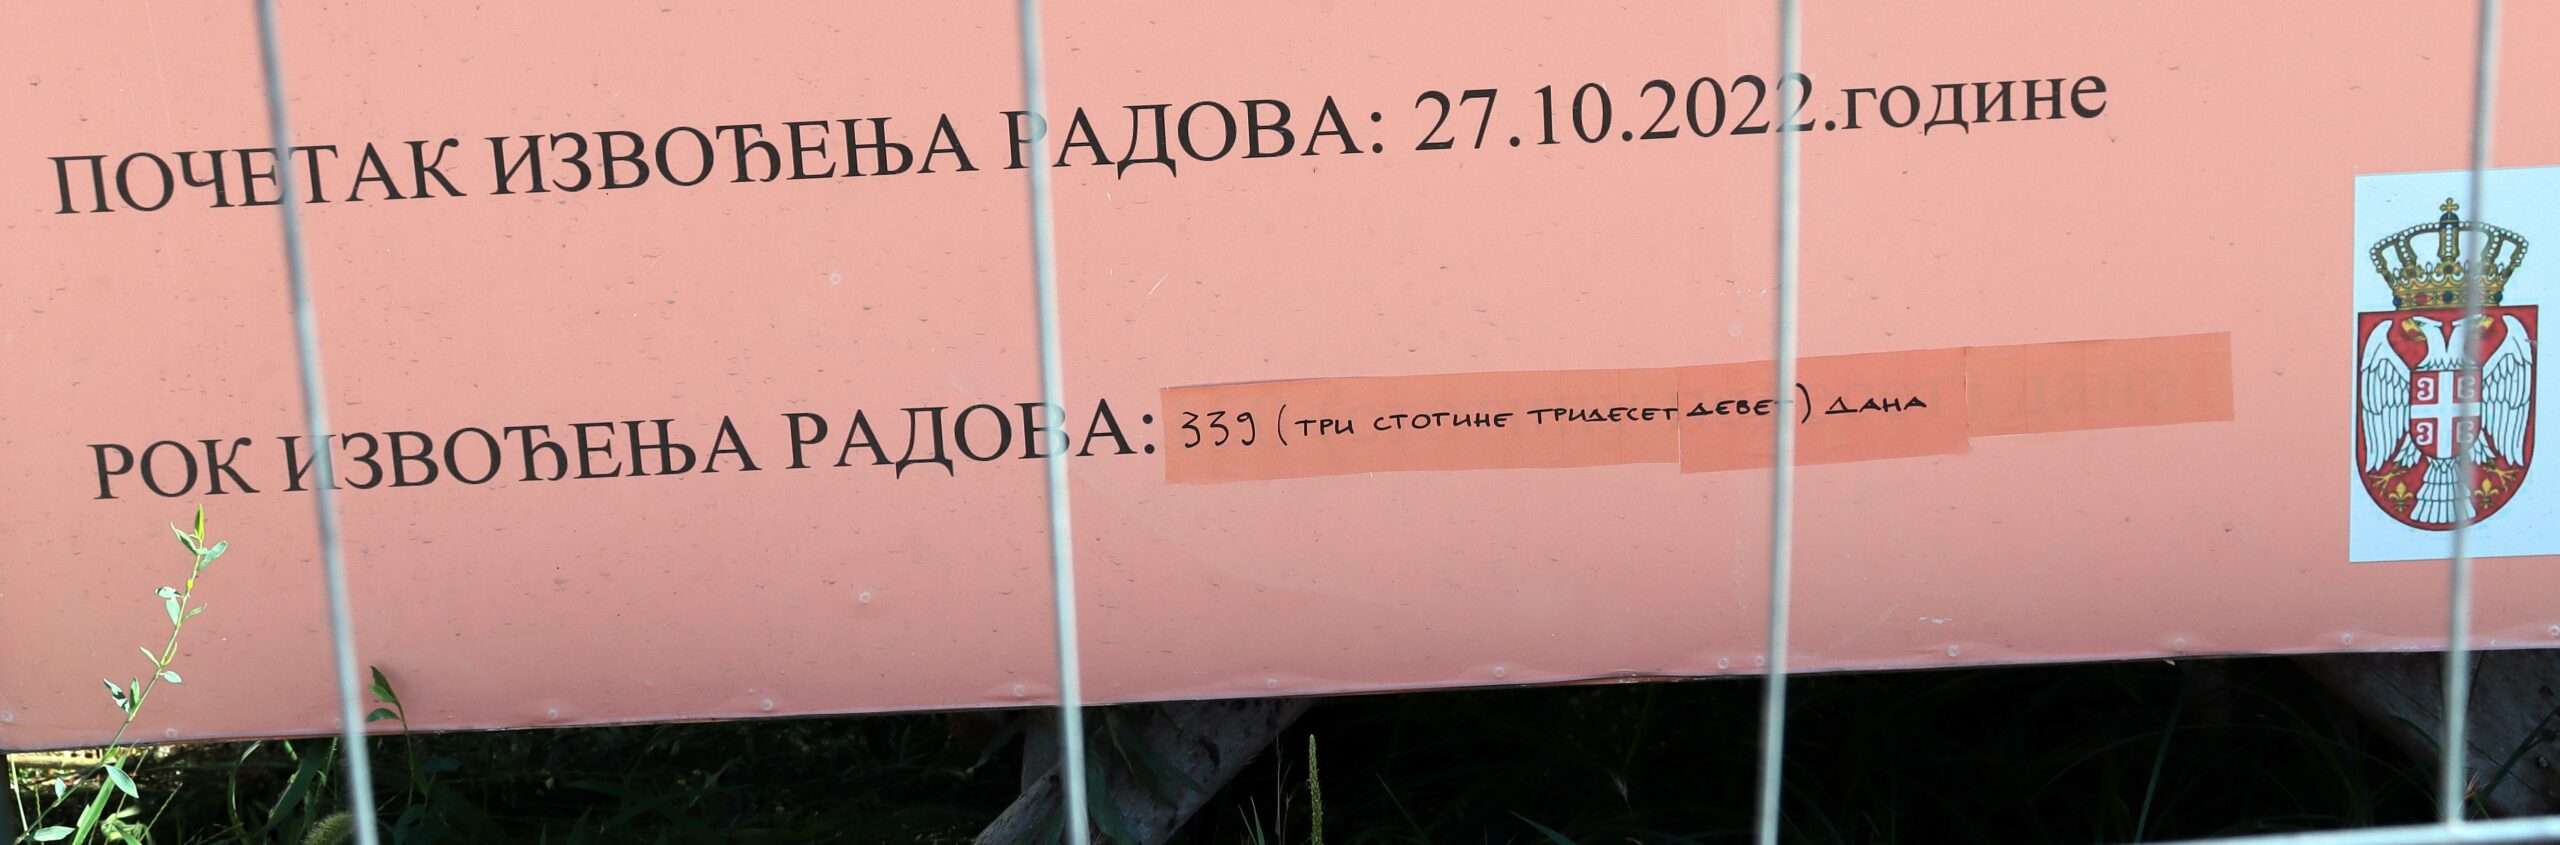 ПОЧЕТАК ИЗВОЂЕЊА РАДОВА: 27.10.2022.године
РОК ИЗВОЂЕЊА РАДОВА: 339 (ТРИ СТОТИНЕ ТРИДЕСЕТ ДЕВЕТ) ДАНА